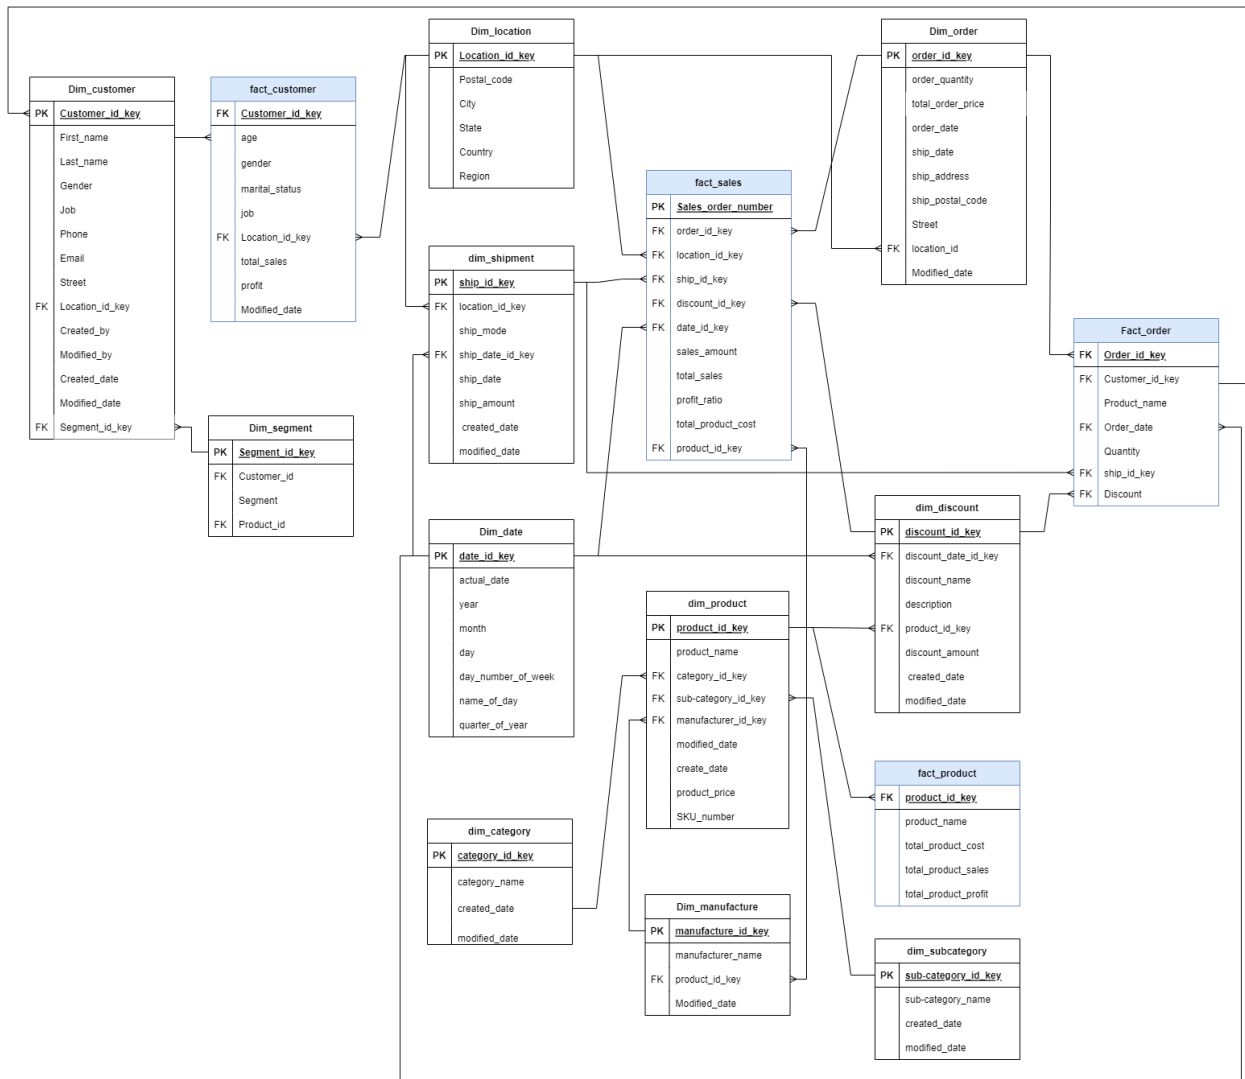 Dim_customer
PK Customer_id_key
First_name
Last_name
Gender
Job
Phone
Email
Street
FK Location_id_key
Created_by
Modified_by
Created_date
Modified_date
FK Segment_id_key
fact_customer
FK Customer_id_key
age
gender
marital_status
job
FK Location_id_key
total_sales
profit
Modified_date
Dim_segment
PK Segment_id_key
FK Customer_id
Segment
FK Product_id
Dim_location
PK Location_id_key
Postal_code
City
State
Country
Region
dim_shipment
PK ship_id_key
FK location_id_key
ship_mode
FK ship_date_id_key
ship_date
ship_amount
created_date
modified_date
Dim_date
PK date_id_key
actual_date
year
month
day
day_number_of_week
name_of_day
quarter_of_year
dim_category
PK category_id_key
category_name
created_date
modified_date
fact_sales
PK Sales_order_number
FK order_id_key
FK location_id_key
FK ship_id_key
FK discount_id_key
FK date_id_key
sales_amount
total_sales
profit_ratio
total_product_cost
FK product_id_key
dim_product
PK product_id_key
product_name
FK category_id_key
FK sub-category_id_key
FK manufacturer_id_key
modified_date
create_date
product_price
SKU_number
Dim_manufacture
PK manufacture_id_key
manufacturer_name
FK product_id_key
Modified_date
Dim_order
PK order_id_key
order_quantity
total_order_price
order_date
ship_date
ship_address
ship_postal_code
Street
FK location_id
Modified_date
Fact_order
FK Order_id_key
FK Customer_id_key
Product_name
FK Order_date
Quantity
FK ship_id_key
FK Discount
dim_discount
PK discount_id_key
FK discount_date_id_key
discount_name
description
FK product_id_key
discount_amount
created_date
modified_date
fact_product
FK product_id_key
product_name
total_product_cost
total_product_sales
total_product_profit
dim_subcategory
PK sub-category_id_key
sub-category_name
created_date
modified_date